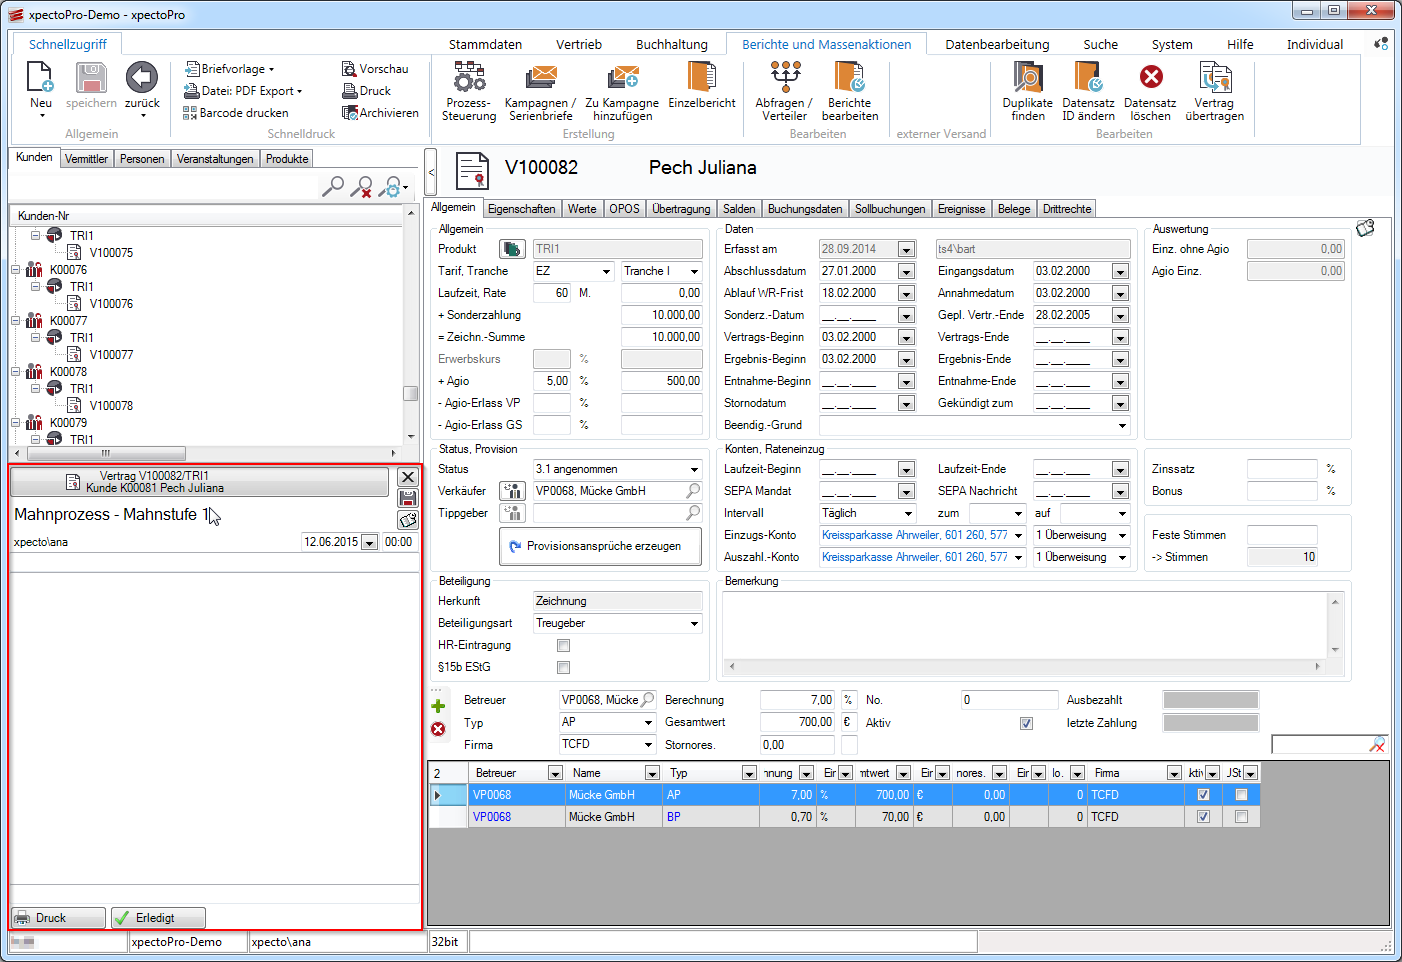 xpectoPro-Demo - xpectoPro
Schnellzugriff
Stammdaten
Vertrieb
Buchhaltung
Berichte und Massenaktionen
Datenbearbeitung
Suche
System
Hilfe
Individual
Neu
speichern
zurück
Allgemein
Briefvorlage
Datei: PDF Export
Barcode drucken
Vorschau
Druck
Archivieren
Schnelldruck
Prozess-
Steuerung
Kampagnen /
Serienbriefe
Zu Kampagne
hinzufügen
Einzelbericht
Erstellung
Abfragen /
Verteiler
Berichte
bearbeiten
Bearbeiten
externer Versand
Duplikate
finden
Datensatz
ID ändern
Datensatz
löschen
Vertrag
übertragen
Bearbeiten
Kunden
Vermittler
Personen
Veranstaltungen
Produkte
Kunden-Nr
TRI1
V100075
K00076
TRI1
V100076
K00077
TRI1
V100077
K00078
TRI1
V100078
K00079
TRI1
Vertrag V100082/TRI1
Kunde K00081 Pech Juliana
Mahnprozess - Mahnstufe 1
xpecto\ana
12.06.2015
00:00
Druck
Erledigt
<
V100082
Pech Juliana
Allgemein
Eigenschaften
Werte
OPOS
Übertragung
Salden
Buchungsdaten
Sollbuchungen
Ereignisse
Belege
Drittrechte
Allgemein
Produkt
TRI1
Tarif, Tranche
EZ
Tranche I
Laufzeit, Rate
60 M.
0,00
+ Sonderzahlung
10.000,00
= Zeichn.-Summe
10.000,00
Erwerbskurs
%
+ Agio
5,00 %
500,00
- Agio-Erlass VP
%
- Agio-Erlass GS
%
Daten
Erfasst am
28.09.2014
ts4\bart
Abschlussdatum
27.01.2000
Eingangsdatum
03.02.2000
Ablauf WR-Frist
18.02.2000
Annahmedatum
03.02.2000
Sonderz.-Datum
__.__.____
Gepl. Vertr.-Ende
28.02.2005
Vertrags-Beginn
03.02.2000
Vertrags-Ende
__.__.____
Ergebnis-Beginn
03.02.2000
Ergebnis-Ende
__.__.____
Entnahme-Beginn
__.__.____
Entnahme-Ende
__.__.____
Stornodatum
__.__.____
Gekündigt zum
__.__.____
Beendig.-Grund
Auswertung
Einz. ohne Agio
0,00
Agio Einz.
0,00
Status, Provision
Status
3.1 angenommen
Verkäufer
VP0068, Mücke GmbH
Tippgeber
Provisionsansprüche erzeugen
Konten, Rateneinzug
Laufzeit-Beginn
__.__.____
Laufzeit-Ende
__.__.____
SEPA Mandat
__.__.____
SEPA Nachricht
__.__.____
Intervall
Täglich
zum
auf
Einzugs-Konto
Kreissparkasse Ahrweiler, 601 260, 577
1 Überweisung
Auszahl.-Konto
Kreissparkasse Ahrweiler, 601 260, 577
1 Überweisung
Zinssatz
%
Bonus
%
Feste Stimmen
-> Stimmen
10
Beteiligung
Herkunft
Zeichnung
Beteiligungsart
Treugeber
HR-Eintragung
§15b EStG
Bemerkung
Betreuer
VP0068, Mücke
Berechnung
7,00 %
No.
0
Ausbezahlt
Typ
AP
Gesamtwert
700,00 €
Aktiv
letzte Zahlung
Firma
TCFD
Stornores.
0,00
2
Betreuer
Name
Typ
nnung
Eir
mtwert
Eir
nores.
Eir
lo.
Firma
ktiv
JSt
VP0068
Mücke GmbH
AP
7,00
%
700,00
€
0,00
0
TCFD
VP0068
Mücke GmbH
BP
0,70
%
70,00
€
0,00
0
TCFD
xpectoPro-Demo
xpecto\ana
32bit